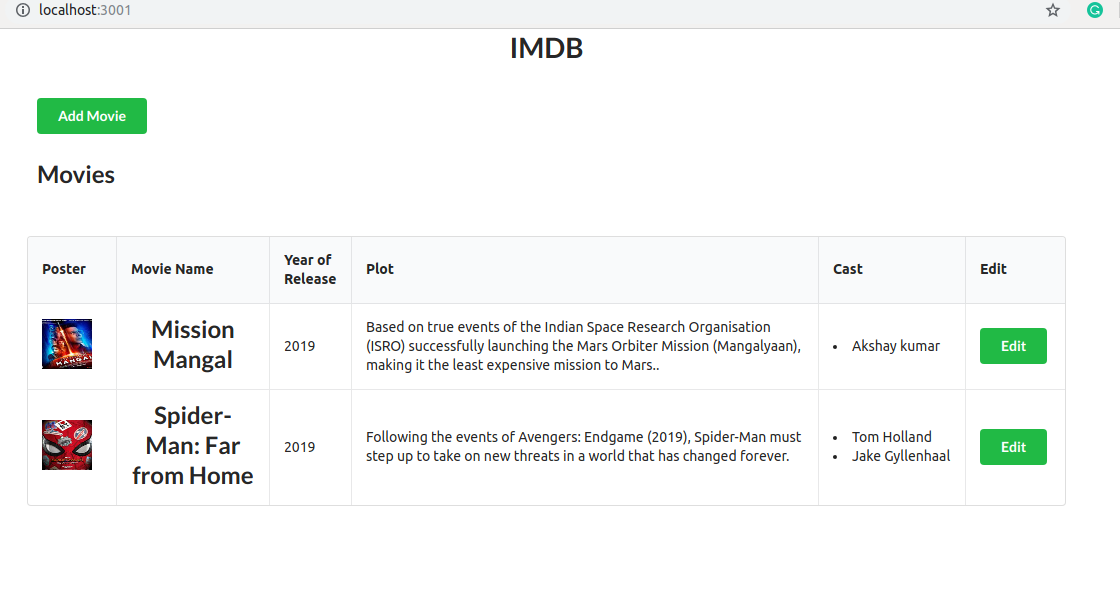 localhost:3001
IMDB
Add Movie
Movies
Poster
Movie Name
Year of
Release
Plot
Cast
Edit
MANGAL
Mission
Mangal
2019
Based on true events of the Indian Space Research Organisation
(ISRO) successfully launching the Mars Orbiter Mission (Mangalyaan),
making it the least expensive mission to Mars..
• Akshay kumar
Edit
Spider-
Man: Far
from Home
2019
Following the events of Avengers: Endgame (2019), Spider-Man must
step up to take on new threats in a world that has changed forever.
• Tom Holland
• Jake Gyllenhaal
Edit